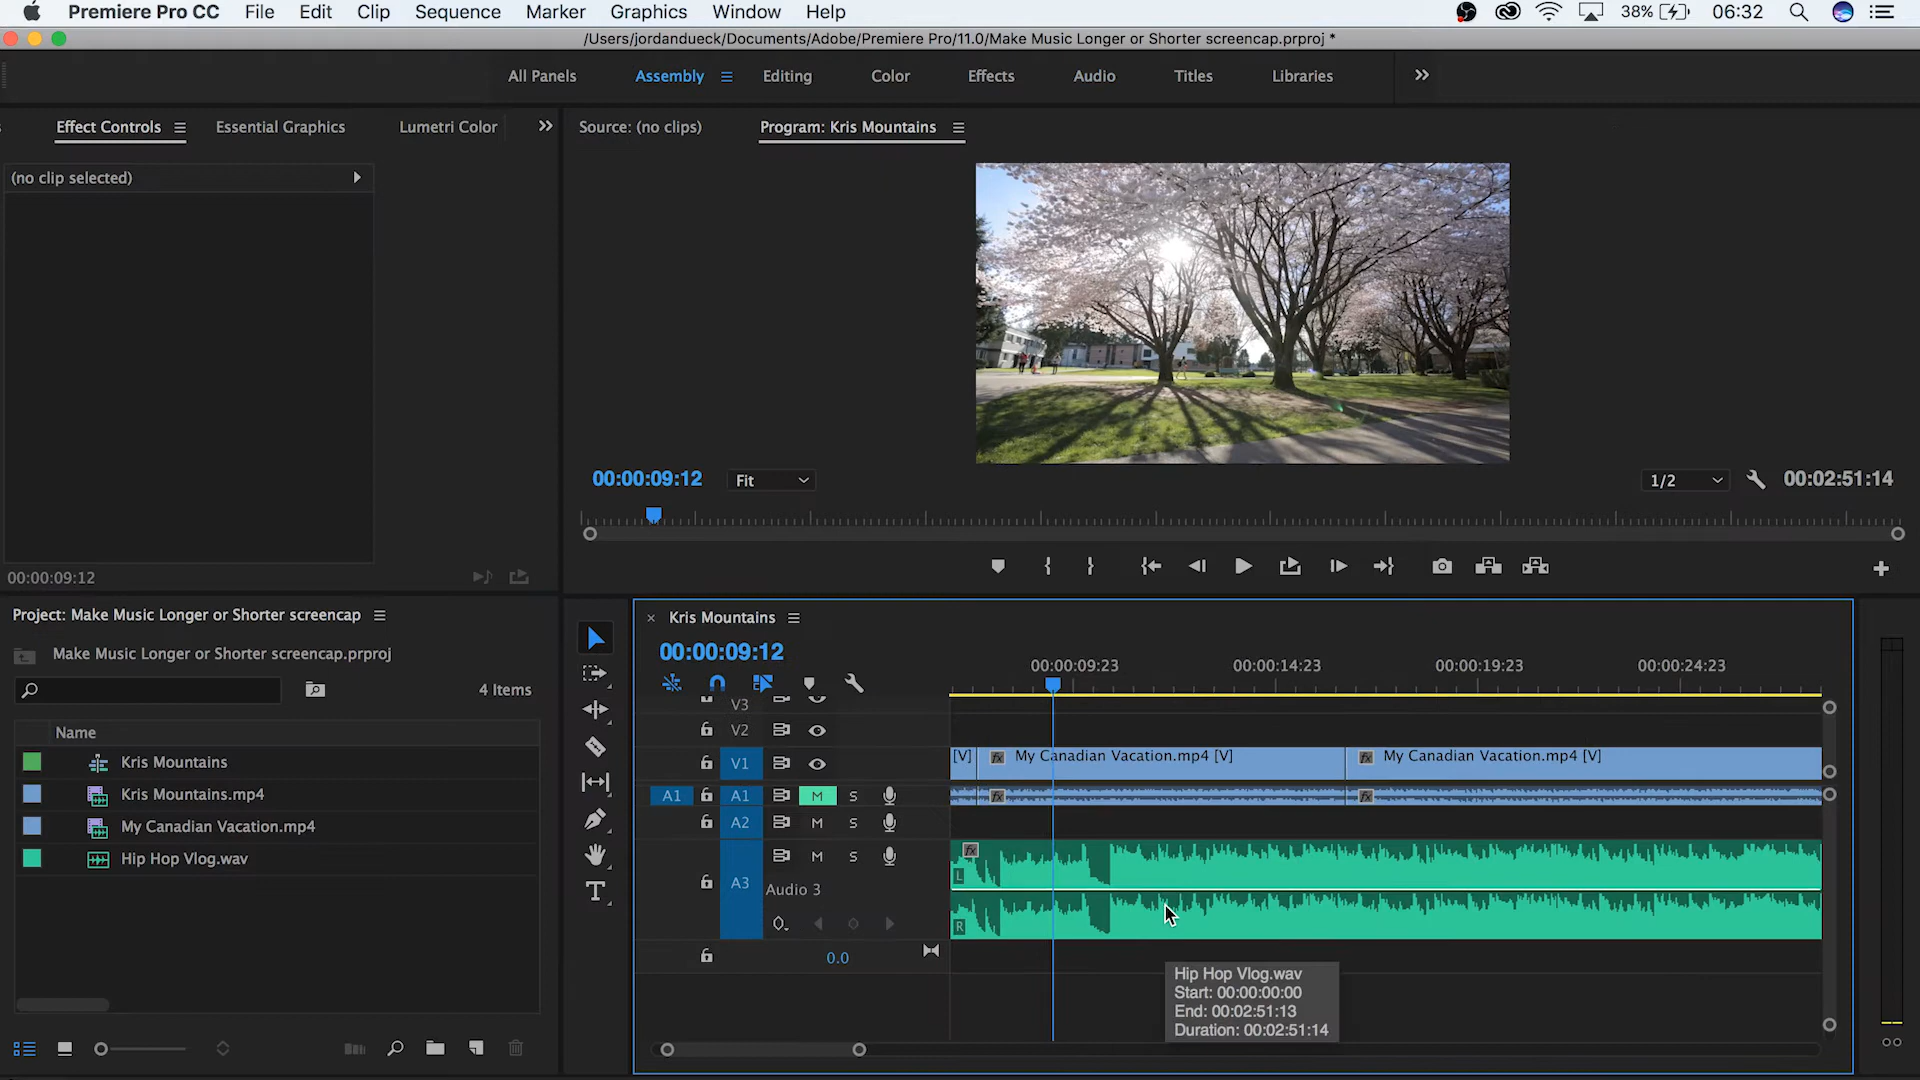 Premiere Pro CC File Edit Clip Sequence Marker Graphics Window Help 38% 06:32
/Users/jordandueck/Documents/Adobe/Premiere Pro/11.0/Make Music Longer or Shorter screencap.prproj *
All Panels Assembly Editing Color Effects Audio Titles Libraries
Effect Controls Essential Graphics Lumetri Color
Source: (no clips) Program: Kris Mountains
(no clip selected)
00:00:09:12 Fit 1/2 00:02:51:14
00:00:09:12
Project: Make Music Longer or Shorter screencap
Make Music Longer or Shorter screencap.prproj
4 Items
Name
Kris Mountains
Kris Mountains.mp4
My Canadian Vacation.mp4
Hip Hop Vlog.wav
Kris Mountains
00:00:09:12
00:00:09:23 00:00:14:23 00:00:19:23 00:00:24:23
V3
V2
V1 [V] fx My Canadian Vacation.mp4 [V] fx My Canadian Vacation.mp4 [V]
A1 A1 M S fx fx
A2 M S
A3 M S fx
Audio 3
L
R
0.0
Hip Hop Vlog.wav
Start: 00:00:00:00
End: 00:02:51:13
Duration: 00:02:51:14